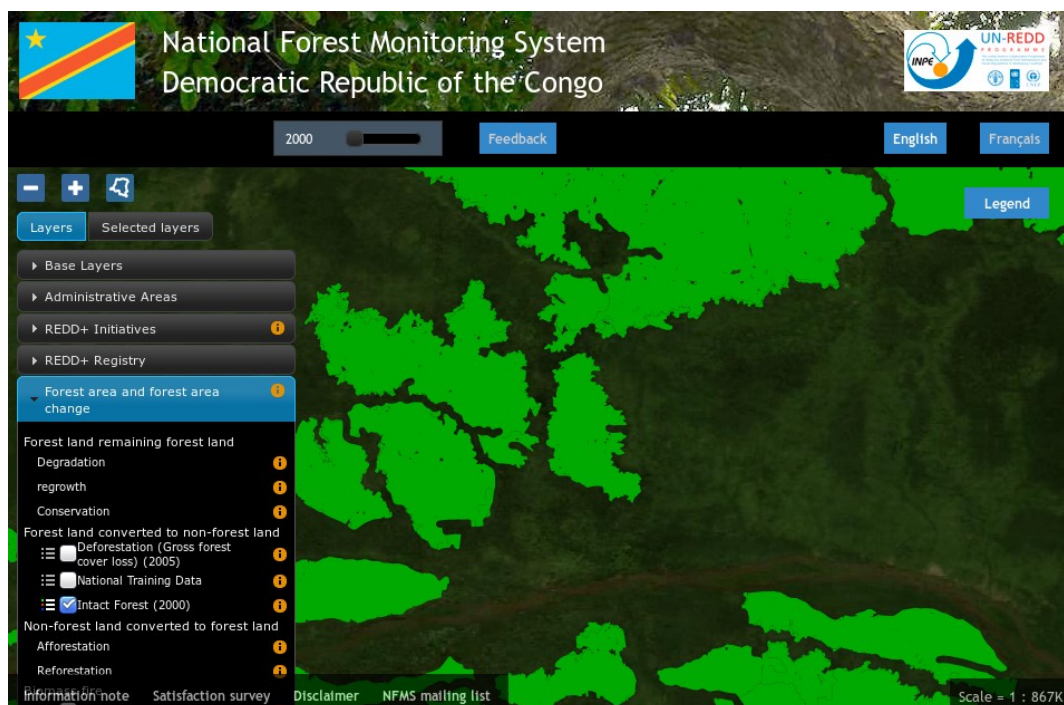 National Forest Monitoring System
Democratic Republic of the Congo
INPE
UN-REDD
PROGRAMME
2000
Feedback
English
Français
Legend
Layers
Selected layers
Base Layers
Administrative Areas
REDD+ Initiatives
REDD+ Registry
Forest area and forest area
change
Forest land remaining forest land
Degradation
regrowth
Conservation
Forest land converted to non-forest land
Deforestation (Gross forest
cover loss) (2005)
National Training Data
Intact Forest (2000)
Non-forest land converted to forest land
Afforestation
Reforestation
Biomass fire
Information note
Satisfaction survey
Disclaimer
NFMS mailing list
Scale = 1 : 867K